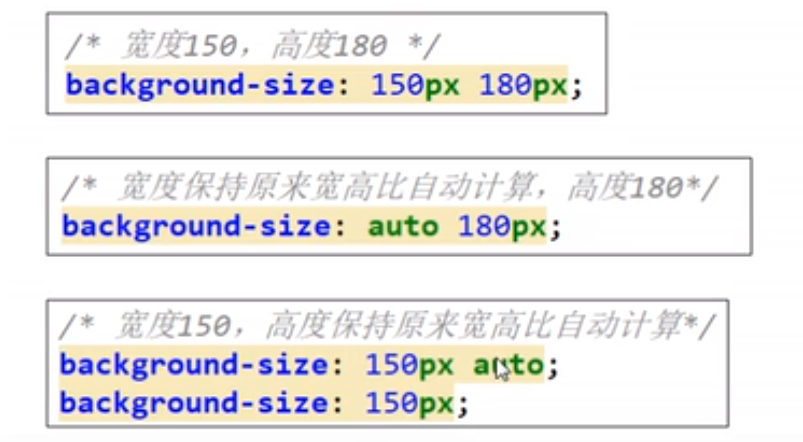 /* 宽度150，高度180 */
background-size: 150px 180px;
/* 宽度保持原来宽高比自动计算，高度180*/
background-size: auto 180px;
/* 宽度150，高度保持原来宽高比自动计算*/
background-size: 150px auto;
background-size: 150px;